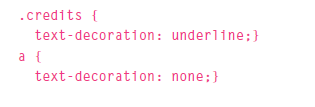 .credits {
  text-decoration: underline;}
a {
  text-decoration: none;}